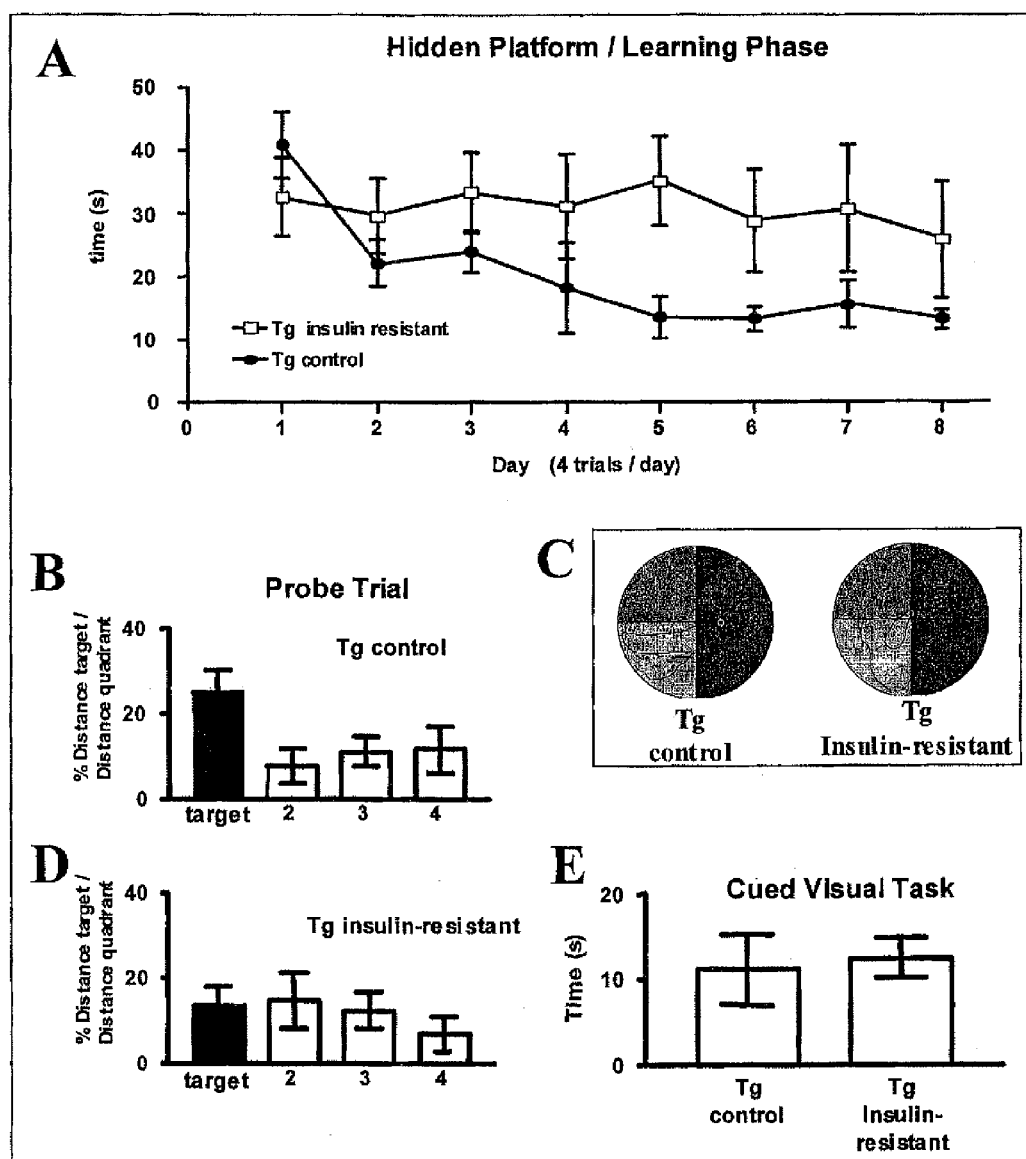 A
Hidden Platform / Learning Phase
50
40
30
20
10
0
time (s)
Tg insulin resistant
Tg control
0 1 2 3 4 5 6 7 8
Day (4 trials / day)
B
Probe Trial
% Distance target /
Distance quadrant
40
20
0
Tg control
target 2 3 4
C
Tg
control
Tg
Insulin-resistant
D
% Distance target /
Distance quadrant
40
20
0
Tg insulin-resistant
target 2 3 4
E
Cued Visual Task
Time (s)
20
10
0
Tg
control
Tg
Insulin-
resistant